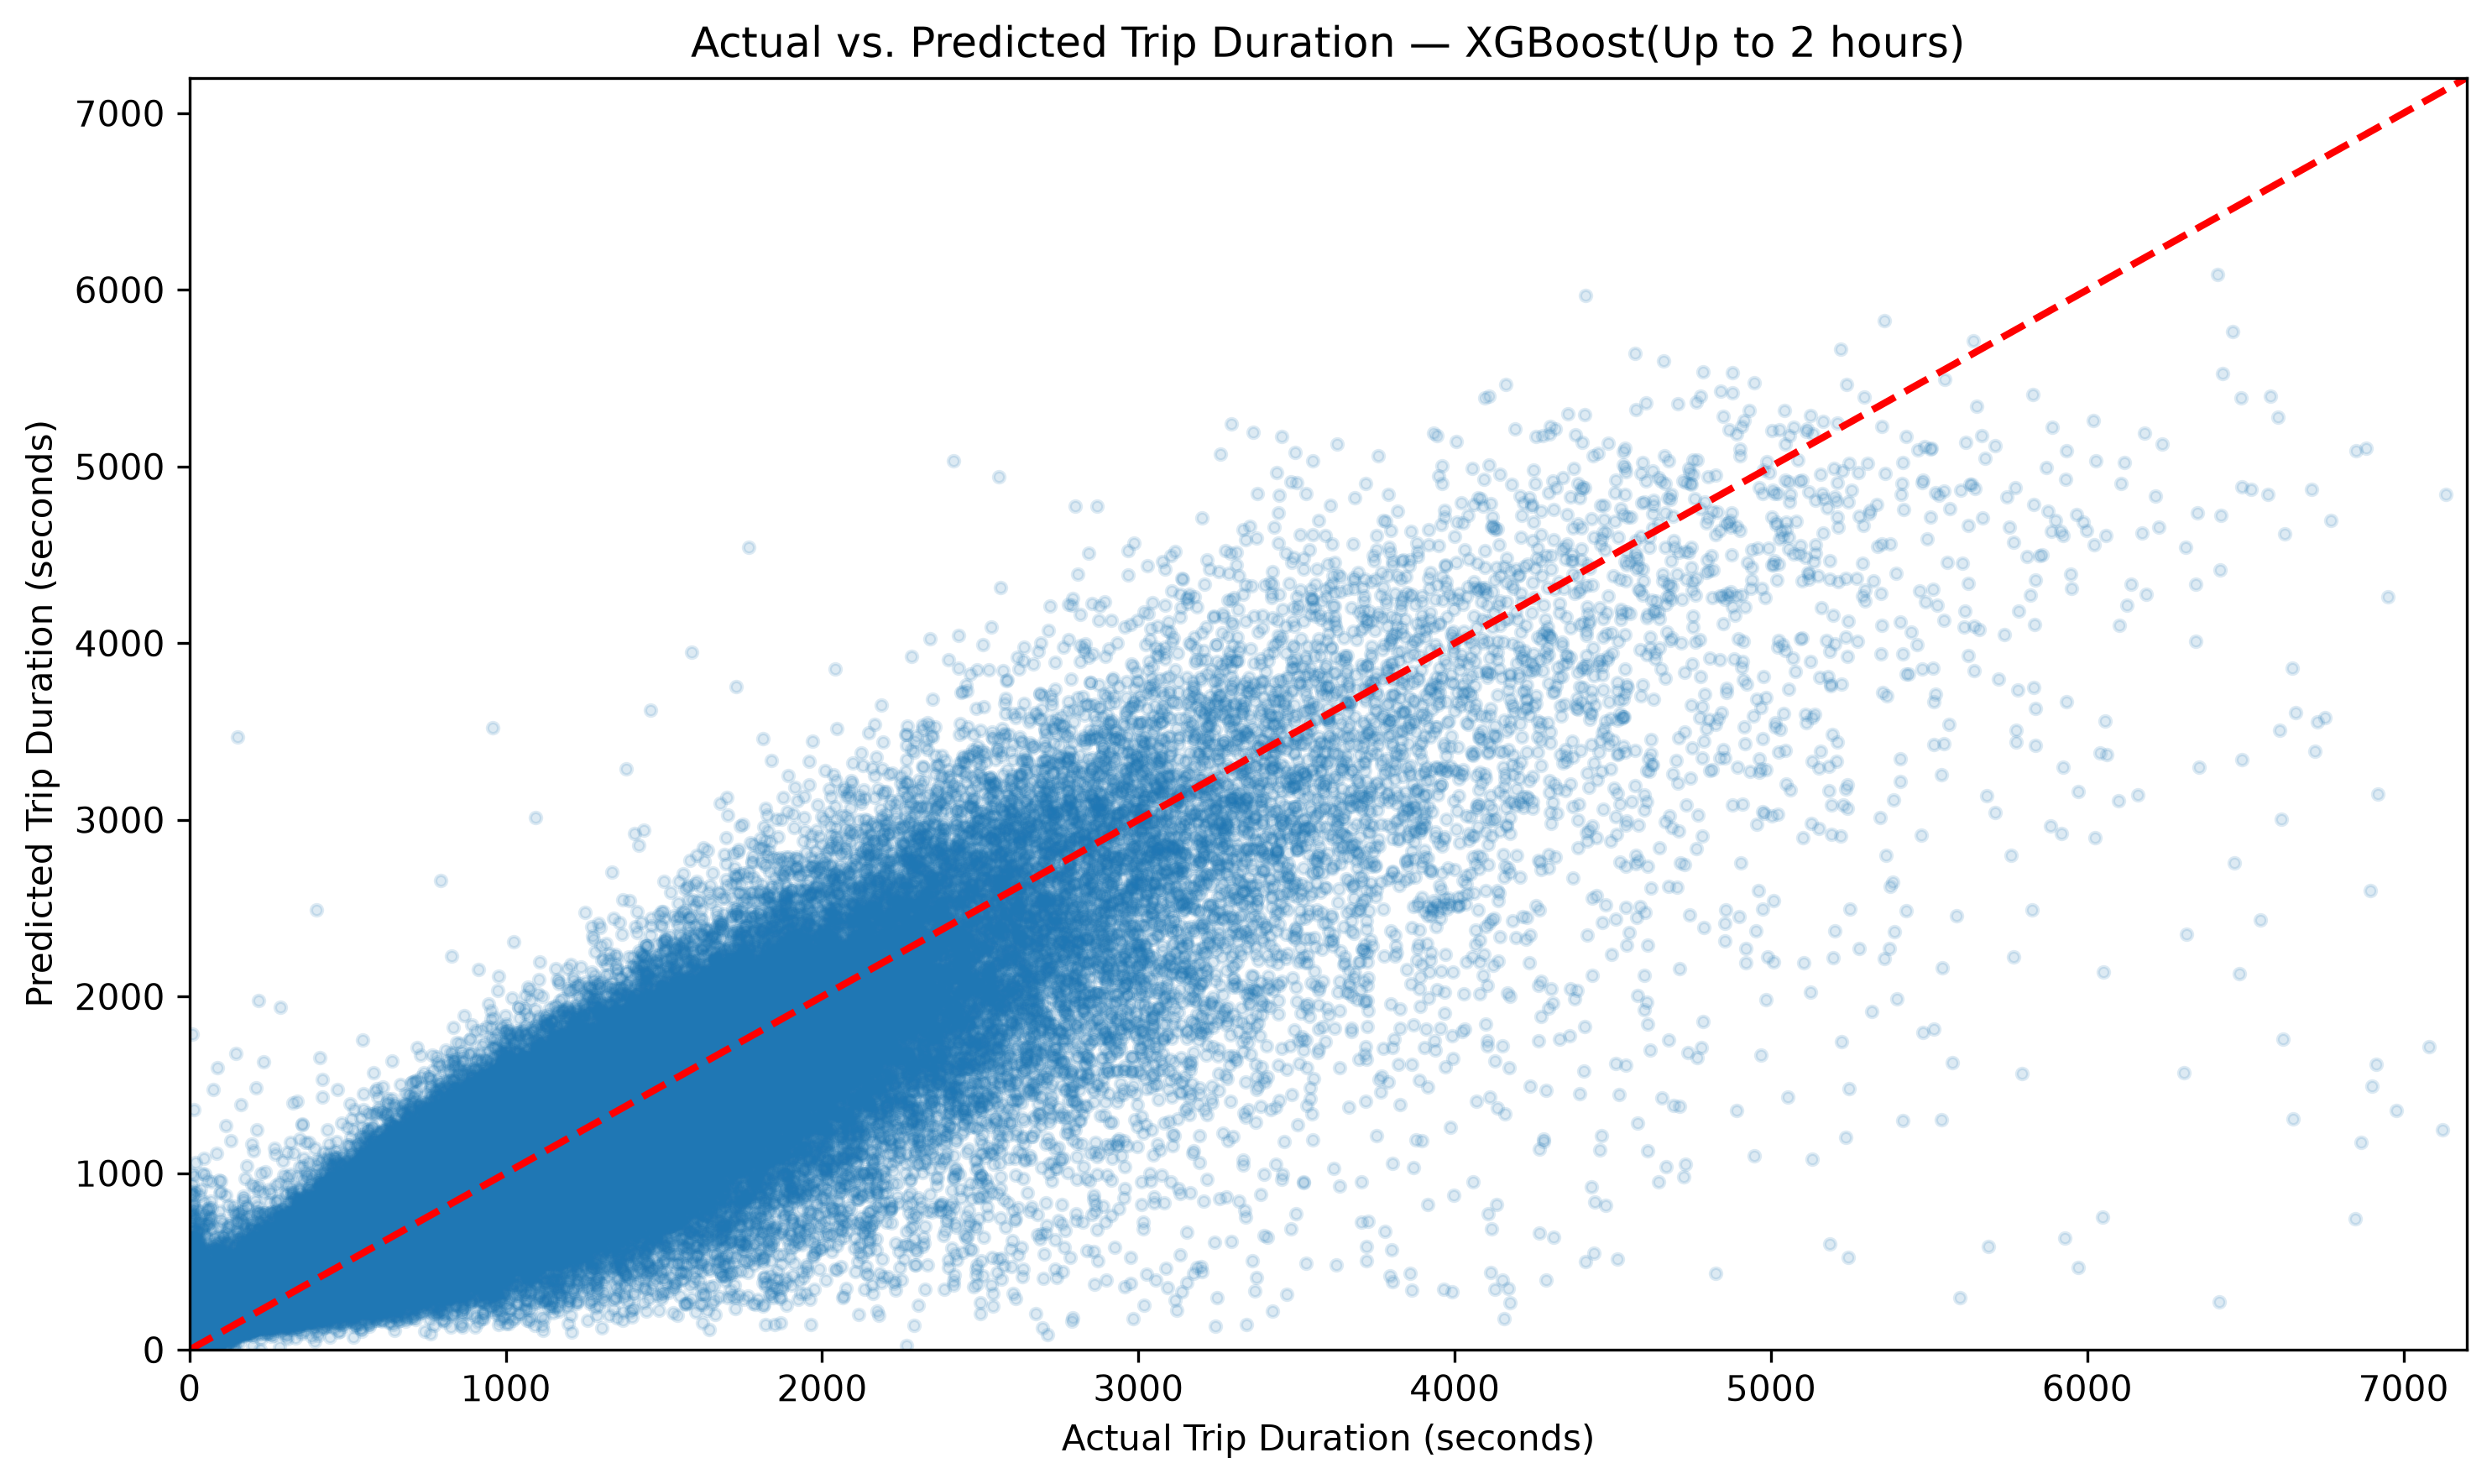 Actual vs. Predicted Trip Duration — XGBoost(Up to 2 hours)
Predicted Trip Duration (seconds)
7000
6000
5000
4000
3000
2000
1000
0
0 1000 2000 3000 4000 5000 6000 7000
Actual Trip Duration (seconds)